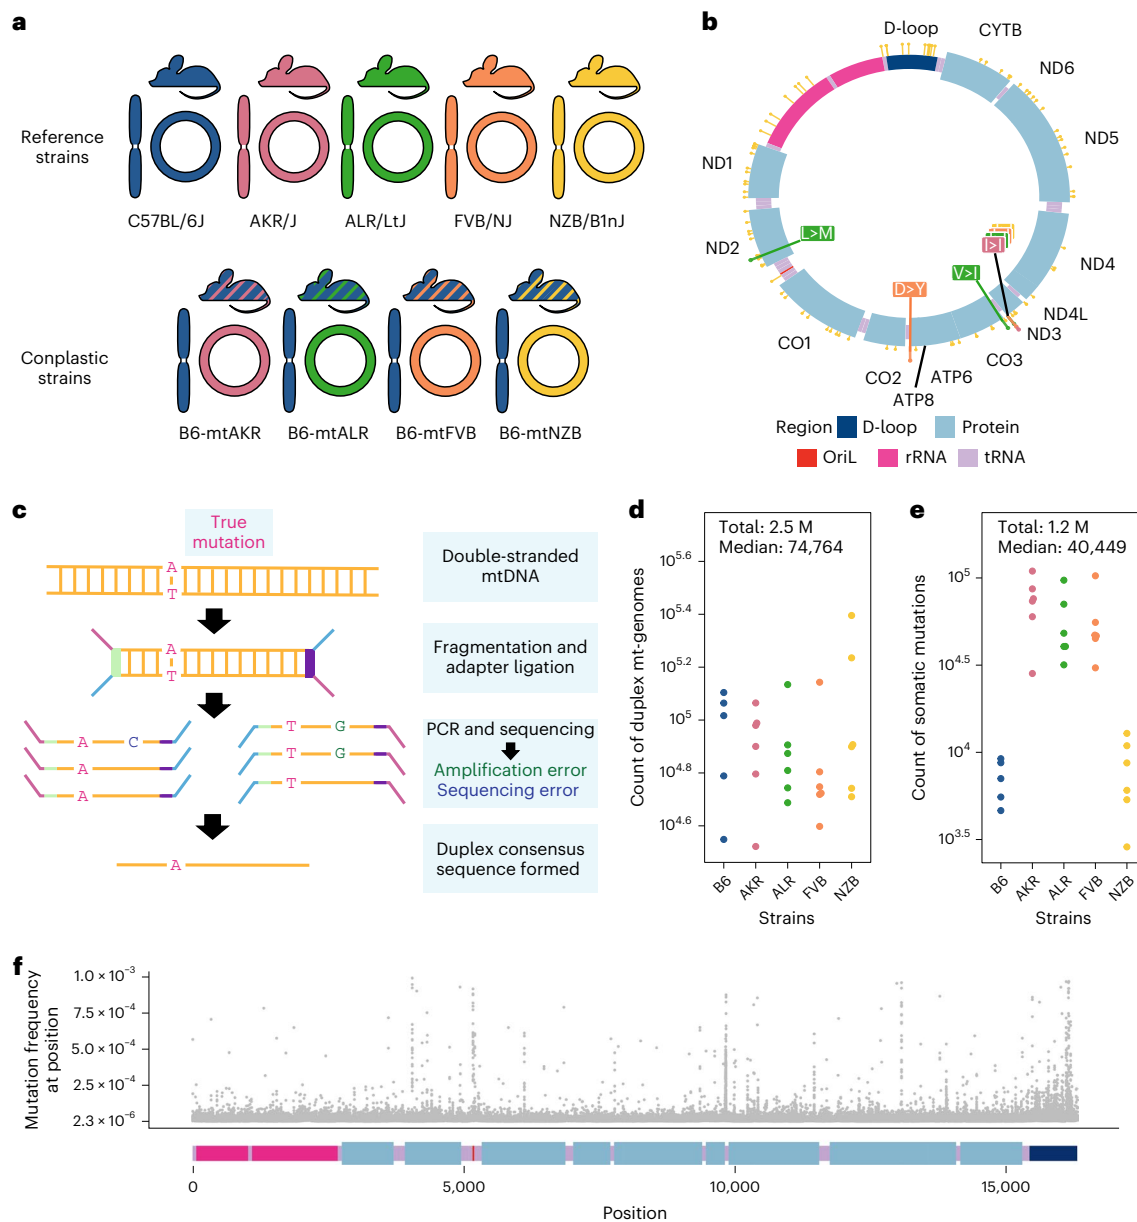 a
Reference
strains
C57BL/6J
AKR/J
ALR/LtJ
FVB/NJ
NZB/B1nJ
Conplastic
strains
B6-mtAKR
B6-mtALR
B6-mtFVB
B6-mtNZB
b
D-loop
CYTB
ND6
ND5
ND4
ND4L
ND3
CO3
ATP6
ATP8
CO2
CO1
ND2
ND1
L>M
D>Y
V>I
I>I
Region
D-loop
Protein
OriL
rRNA
tRNA
c
True
mutation
A
T
Double-stranded
mtDNA
A
T
Fragmentation and
adapter ligation
A
C
T
G
A
T
G
A
T
PCR and sequencing
Amplification error
Sequencing error
A
Duplex consensus
sequence formed
d
Total: 2.5 M
Median: 74,764
Count of duplex mt-genomes
10^5.6
10^5.4
10^5.2
10^5
10^4.8
10^4.6
B6
AKR
ALR
FVB
NZB
Strains
e
Total: 1.2 M
Median: 40,449
Count of somatic mutations
10^5
10^4.5
10^4
10^3.5
B6
AKR
ALR
FVB
NZB
Strains
f
Mutation frequency
at position
1.0 × 10⁻³
7.5 × 10⁻⁴
5.0 × 10⁻⁴
2.5 × 10⁻⁴
2.3 × 10⁻⁶
0
5,000
10,000
15,000
Position